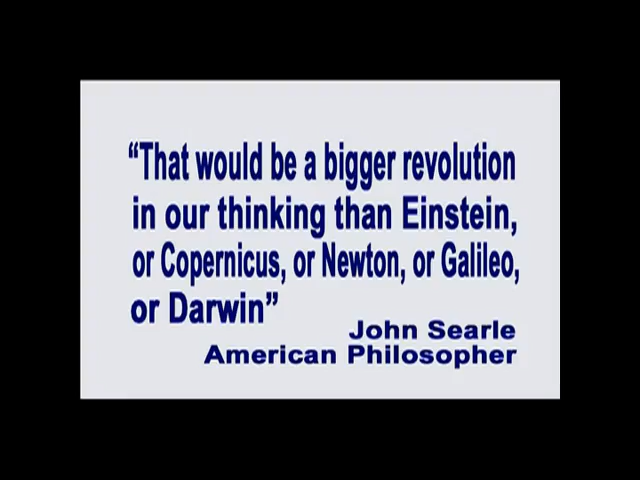 “That would be a bigger revolution
in our thinking than Einstein,
or Copernicus, or Newton, or Galileo,
or Darwin”
John Searle
American Philosopher